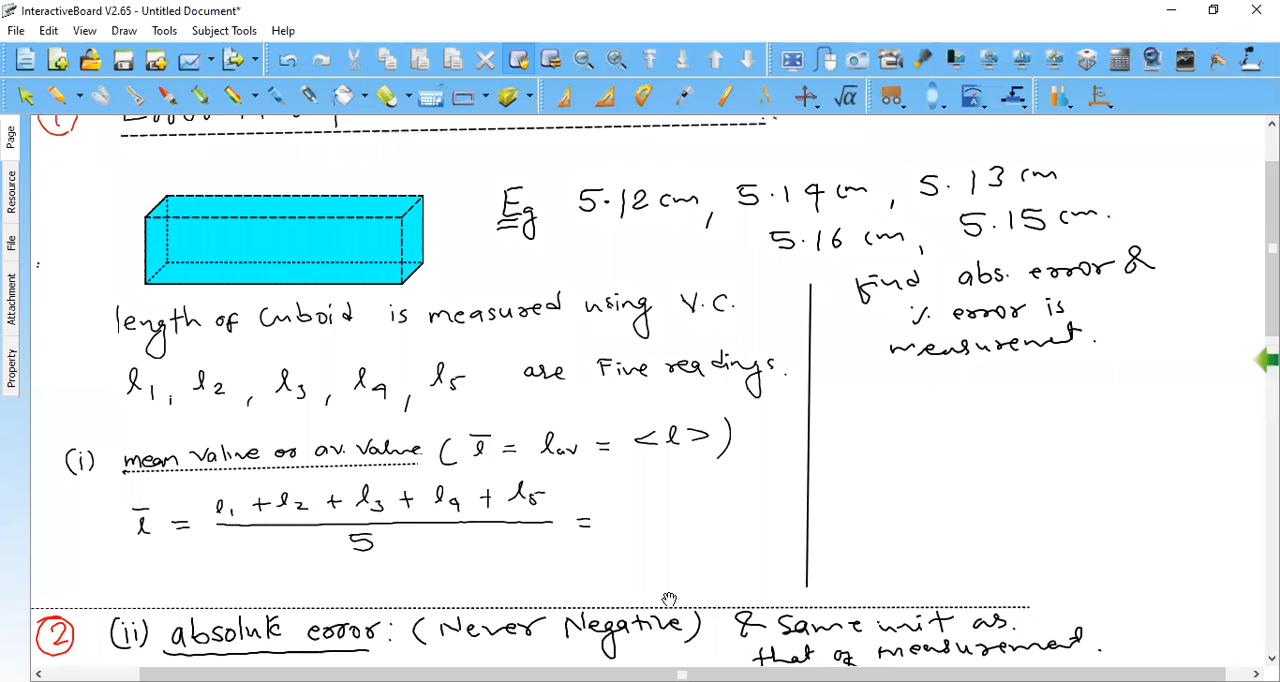 InteractiveBoard V2.65 - Untitled Document*
File Edit View Draw Tools Subject Tools Help
Page
Resource
File
Attachment
Property
1
Eg 5.12 cm, 5.14 cm, 5.13 cm
5.16 cm, 5.15 cm.
Find abs. error &
% error is
measurement.
length of Cuboid is measured using V.C.
l1, l2, l3, l4, l5 are Five readings.
(i) mean value or av. value ( l̄ = lav = <l> )
l̄ = l1 + l2 + l3 + l4 + l5 / 5 =
2 (ii) absolute error: (Never Negative) & same unit as
that of measurement.